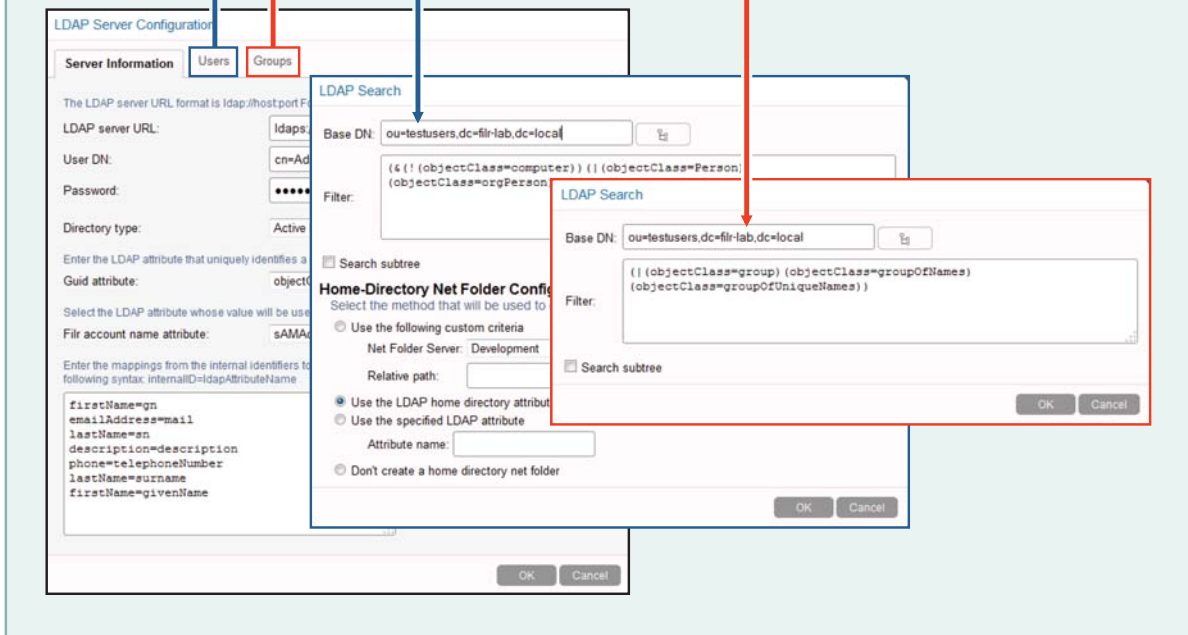 LDAP Server Configuration
Server Information
Users
Groups
The LDAP server URL format is ldap://host:port
LDAP server URL:
ldaps:
User DN:
Password:
•••••
Directory type:
Active
Enter the LDAP attribute that uniquely identifies a
Guid attribute:
Select the LDAP attribute whose value will be use
Filr account name attribute:
Enter the mappings from the internal identifiers to
following syntax: internalID=ldapAttributeName
firstName=gn
emailAddress=mail
lastName=sn
description=description
phone=telephoneNumber
lastName=surname
firstName=givenName
OK
Cancel
LDAP Search
Base DN:
ou=testusers,dc=filr-lab,dc=local
Filter:
(&(!(objectClass=computer))(|(objectClass=Person)
(objectClass=orgPerson)
Search subtree
Home-Directory Net Folder Config
Select the method that will be used to
Use the following custom criteria
Net Folder Server:
Development
Relative path:
Use the LDAP home directory attribut
Use the specified LDAP attribute
Attribute name:
Don't create a home directory net folder
OK
Cancel
LDAP Search
Base DN:
ou=testusers,dc=filr-lab,dc=local
Filter:
(|(objectClass=group)(objectClass=groupOfNames)
(objectClass=groupOfUniqueNames))
Search subtree
OK
Cancel